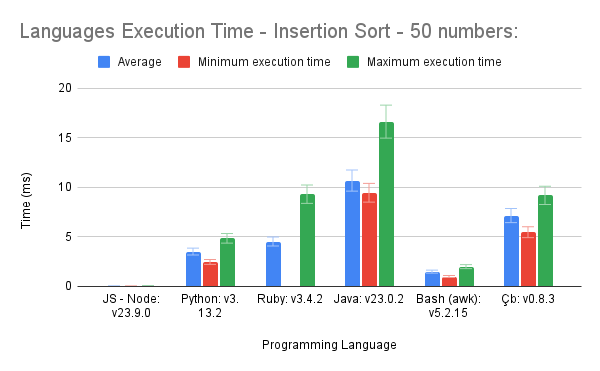 Languages Execution Time - Insertion Sort - 50 numbers:
Average
Minimum execution time
Maximum execution time
20
15
10
5
0
Time (ms)
JS - Node:
v23.9.0
Python: v3.
13.2
Ruby: v3.4.2
Java: v23.0.2
Bash (awk):
v5.2.15
Çb: v0.8.3
Programming Language